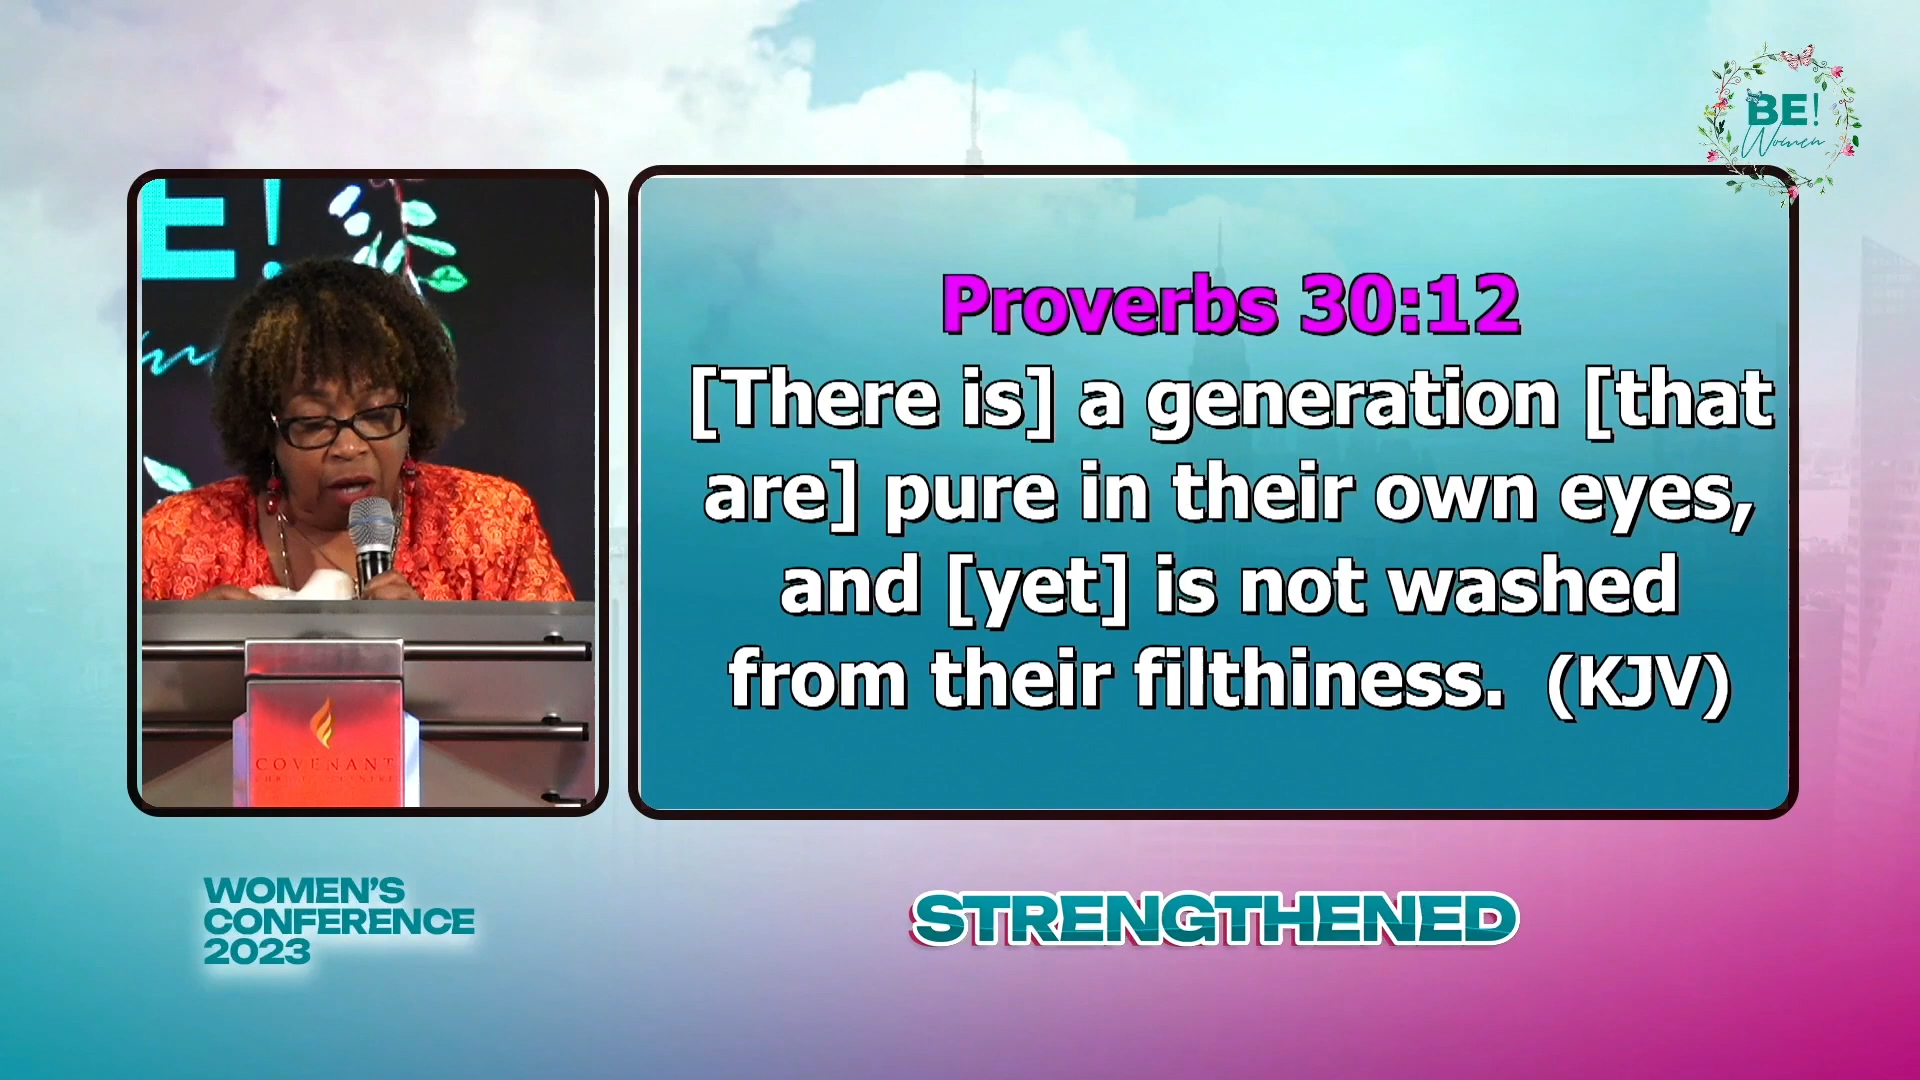 BE!
Women
E!
Proverbs 30:12
[There is] a generation [that
are] pure in their own eyes,
and [yet] is not washed
from their filthiness. (KJV)
COVENANT
WOMEN'S
CONFERENCE
2023
STRENGTHENED